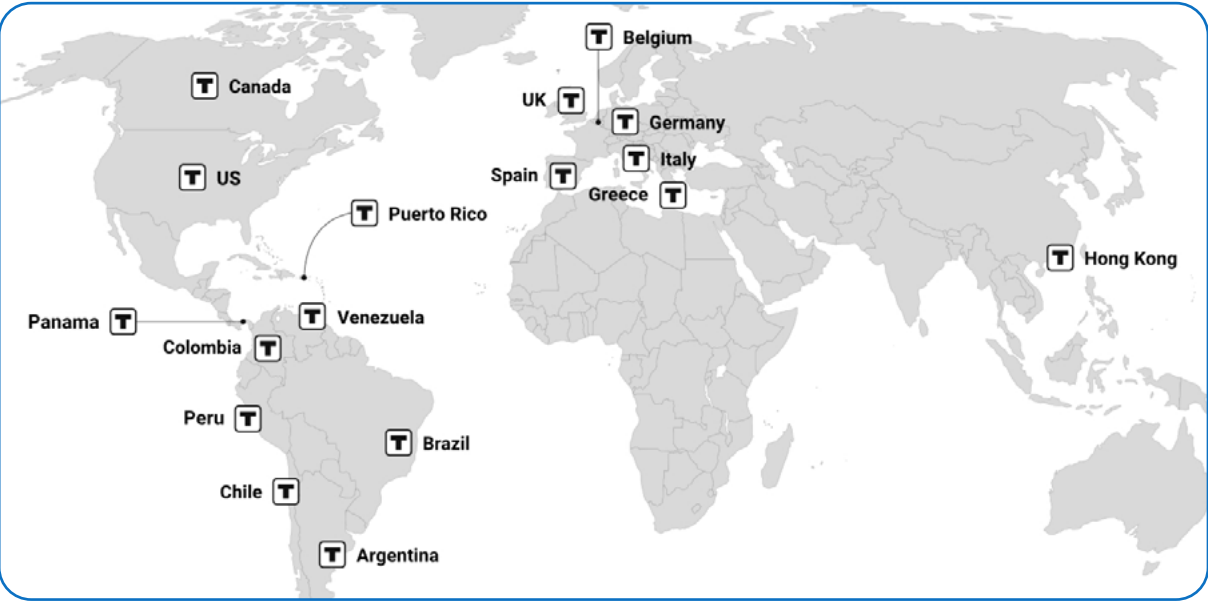 T Belgium
T Canada
UK T
T Germany
T Italy
Spain T
T US
Greece T
T Puerto Rico
T Hong Kong
Panama T
T Venezuela
Colombia T
Peru T
T Brazil
Chile T
T Argentina